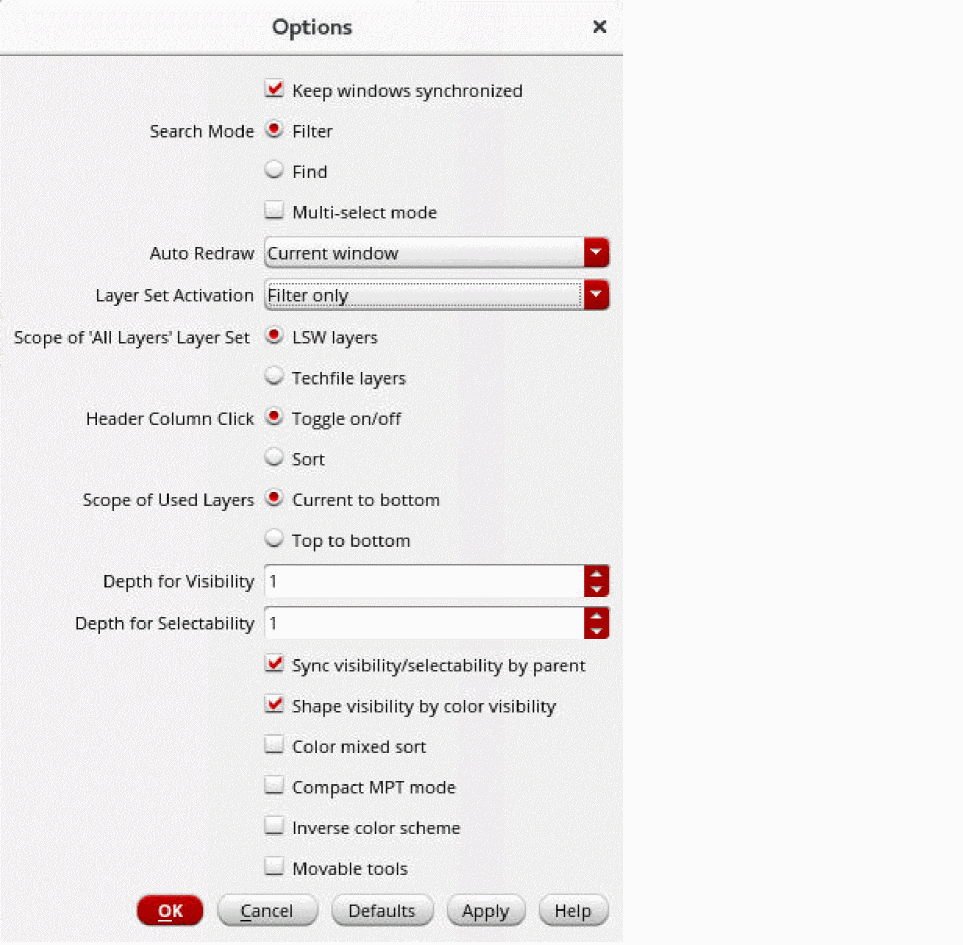 Options
Keep windows synchronized
Search Mode Filter
Find
Multi-select mode
Auto Redraw Current window
Layer Set Activation Filter only
Scope of 'All Layers' Layer Set LSW layers
Techfile layers
Header Column Click Toggle on/off
Sort
Scope of Used Layers Current to bottom
Top to bottom
Depth for Visibility 1
Depth for Selectability 1
Sync visibility/selectability by parent
Shape visibility by color visibility
Color mixed sort
Compact MPT mode
Inverse color scheme
Movable tools
OK Cancel Defaults Apply Help